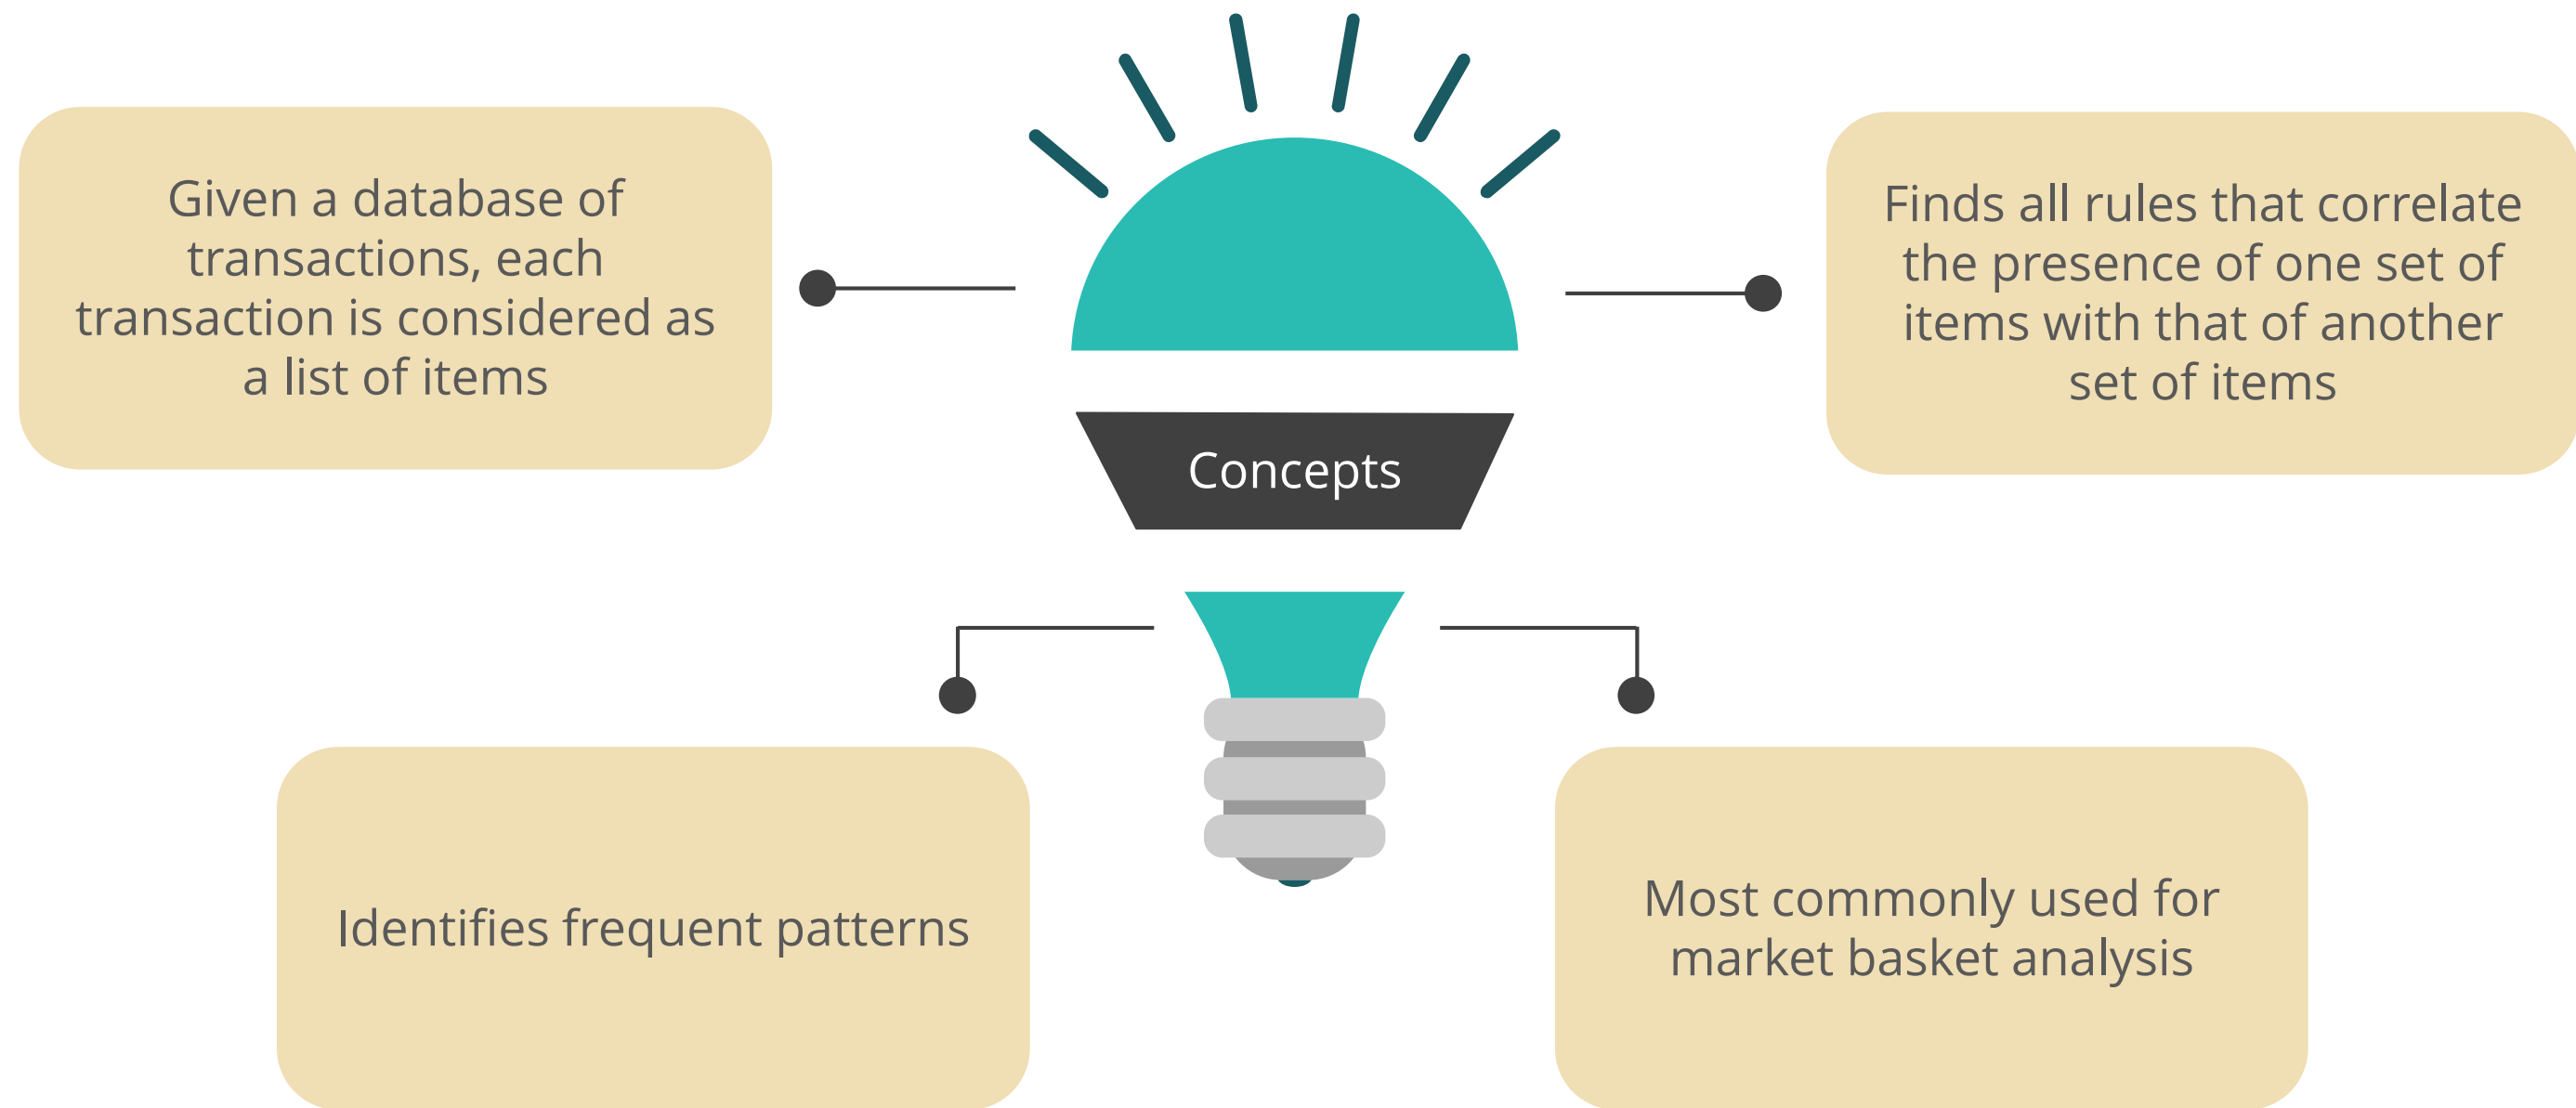 Given a database of
transactions, each
transaction is considered as
a list of items
Finds all rules that correlate
the presence of one set of
items with that of another
set of items
Concepts
Identifies frequent patterns
Most commonly used for
market basket analysis